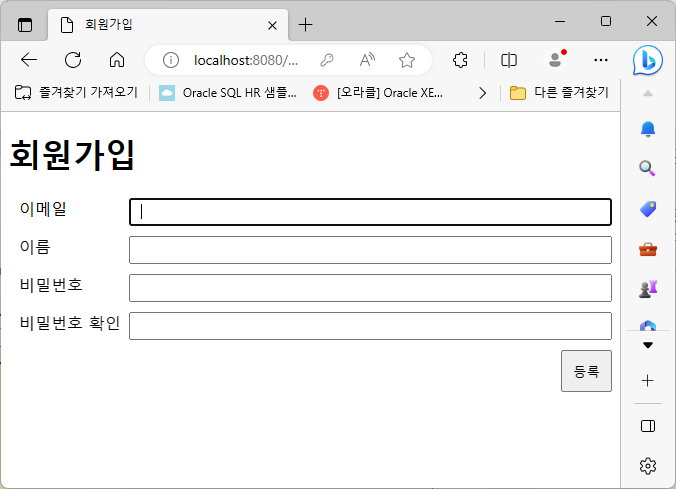 회원가입
localhost:8080/...
즐겨찾기 가져오기 Oracle SQL HR 샘플... [오라클] Oracle XE... 다른 즐겨찾기
회원가입
이메일
이름
비밀번호
비밀번호 확인
등록